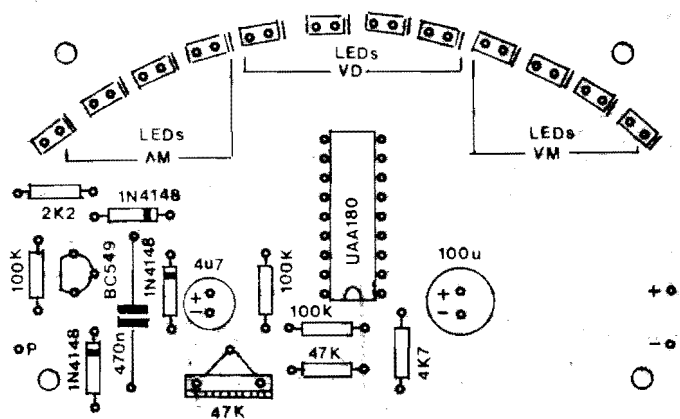 LEDs
VD
LEDs
AM
LEDs
VM
1N4148
2K2
UAA180
100K
BC549
1N4148
4u7
+
-
100K
100u
+
-
+
-
100K
P
1N4148
470n
47K
4K7
47K